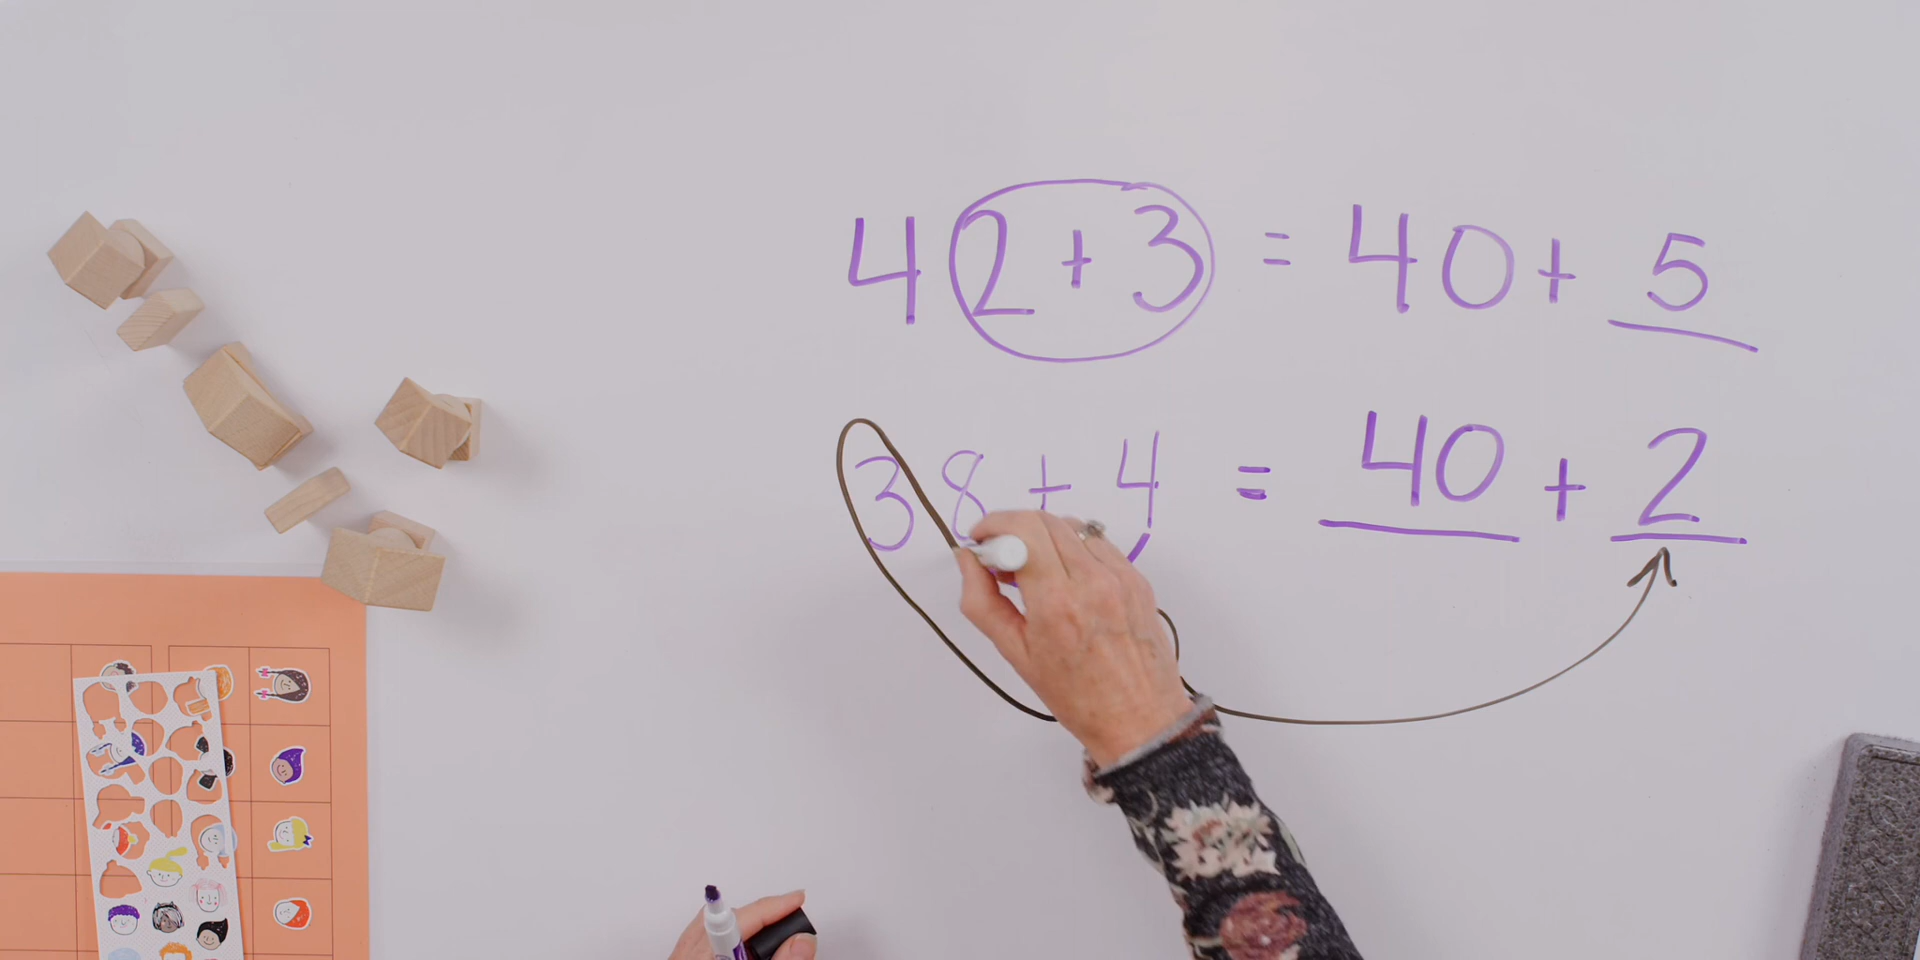 42 + 3 = 40 + 5
38 + 4 = 40 + 2